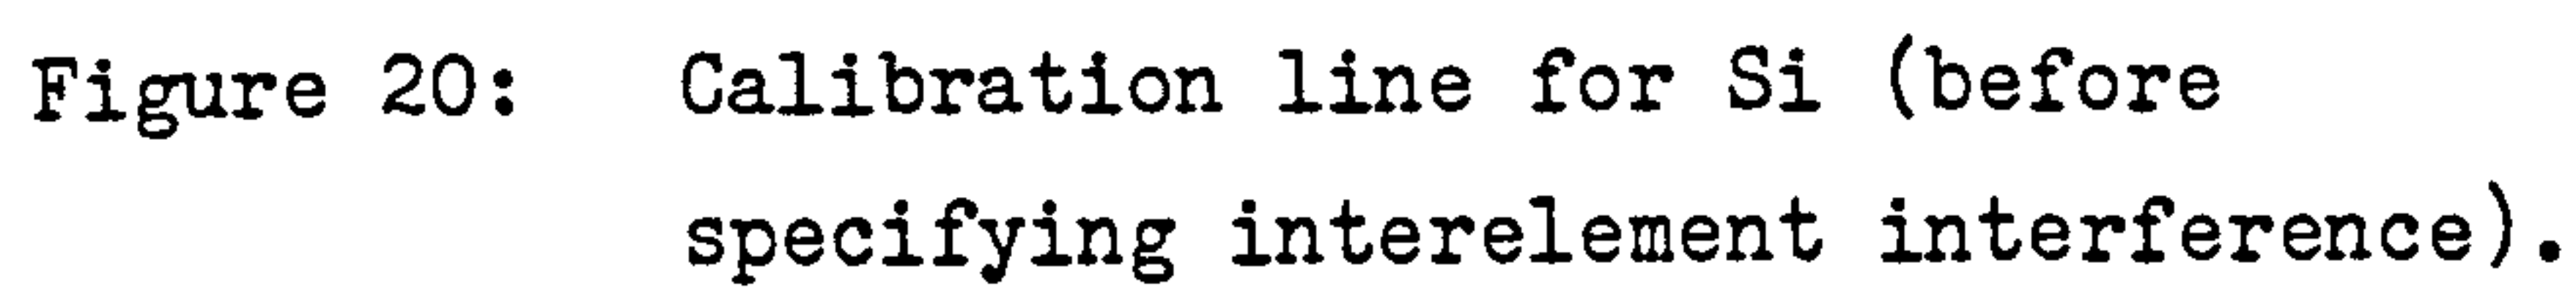 Figure 20: Calibration line for Si (before
specifying interelement interference).